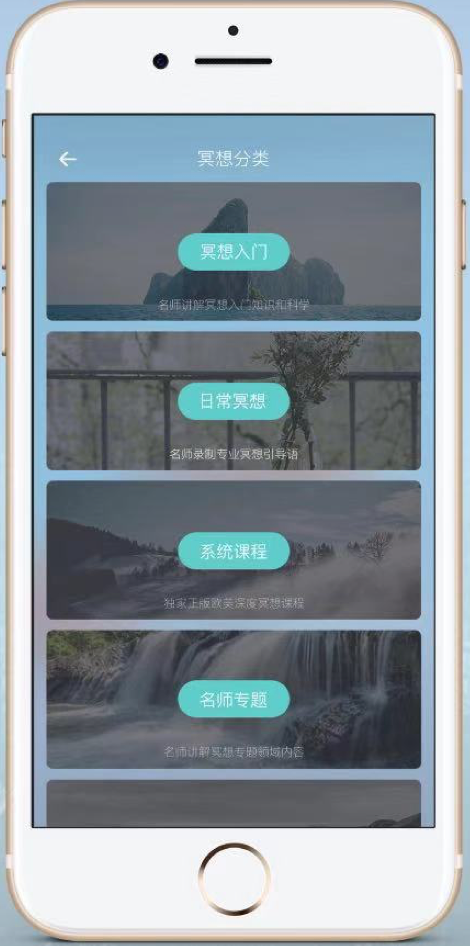 冥想分类
冥想入门
名师讲解冥想入门知识和科学
日常冥想
名师录制专业冥想引导语
系统课程
独家正版欧美深度冥想课程
名师专题
名师讲解冥想专题领域内容